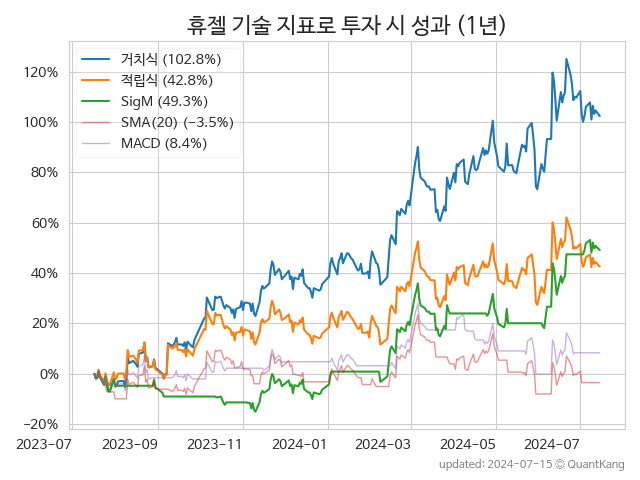 휴젤 기술 지표로 투자 시 성과 (1년)
거치식 (102.8%)
적립식 (42.8%)
SigM (49.3%)
SMA(20) (−3.5%)
MACD (8.4%)
120%
100%
80%
60%
40%
20%
0%
−20%
2023-07 2023-09 2023-11 2024-01 2024-03 2024-05 2024-07
updated: 2024-07-15 © QuantKang